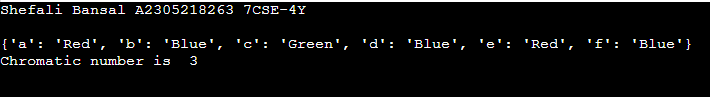 Shefali Bansal A2305218263 7CSE-4Y
{'a': 'Red', 'b': 'Blue', 'c': 'Green', 'd': 'Blue', 'e': 'Red', 'f': 'Blue'}
Chromatic number is  3